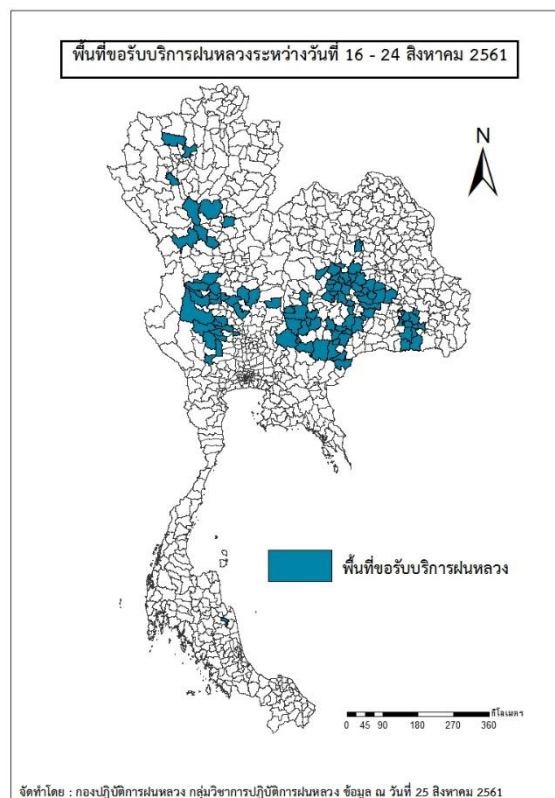 พื้นที่ขอรับบริการฝนหลวงระหว่างวันที่ 16 - 24 สิงหาคม 2561
N
พื้นที่ขอรับบริการฝนหลวง
กิโลเมตร
0 45 90 180 270 360
จัดทำโดย : กองปฏิบัติการฝนหลวง กลุ่มวิชาการปฏิบัติการฝนหลวง ข้อมูล ณ วันที่ 25 สิงหาคม 2561